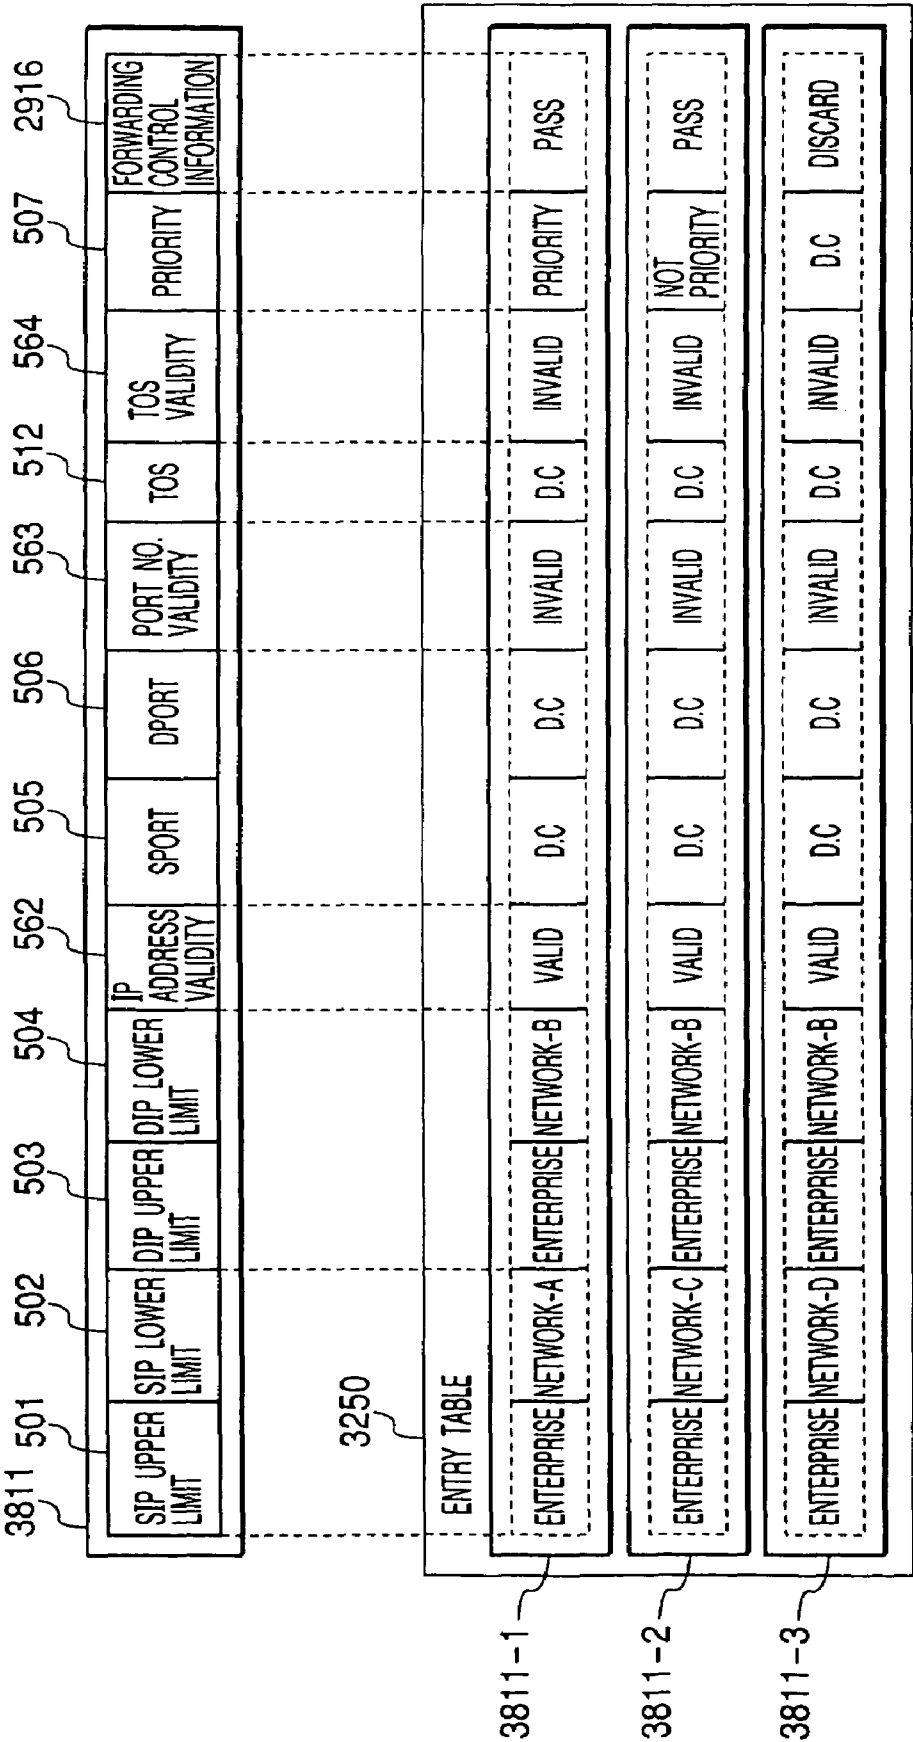 3811
501
502
503
504
562
505
506
563
512
564
507
2916
SIP UPPER
LIMIT
SIP LOWER
LIMIT
DIP UPPER
LIMIT
DIP LOWER
LIMIT
IP
ADDRESS
VALIDITY
SPORT
DPORT
PORT NO.
VALIDITY
TOS
TOS
VALIDITY
PRIORITY
FORWARDING
CONTROL
INFORMATION
3250
ENTRY TABLE
3811-1
ENTERPRISE
NETWORK-A
ENTERPRISE
NETWORK-B
VALID
D.C
D.C
INVALID
D.C
INVALID
PRIORITY
PASS
3811-2
ENTERPRISE
NETWORK-C
ENTERPRISE
NETWORK-B
VALID
D.C
D.C
INVALID
D.C
INVALID
NOT
PRIORITY
PASS
3811-3
ENTERPRISE
NETWORK-D
ENTERPRISE
NETWORK-B
VALID
D.C
D.C
INVALID
D.C
INVALID
D.C
DISCARD